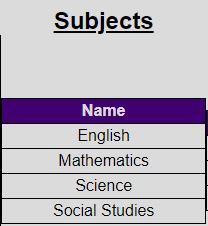 Subjects
Name
English
Mathematics
Science
Social Studies